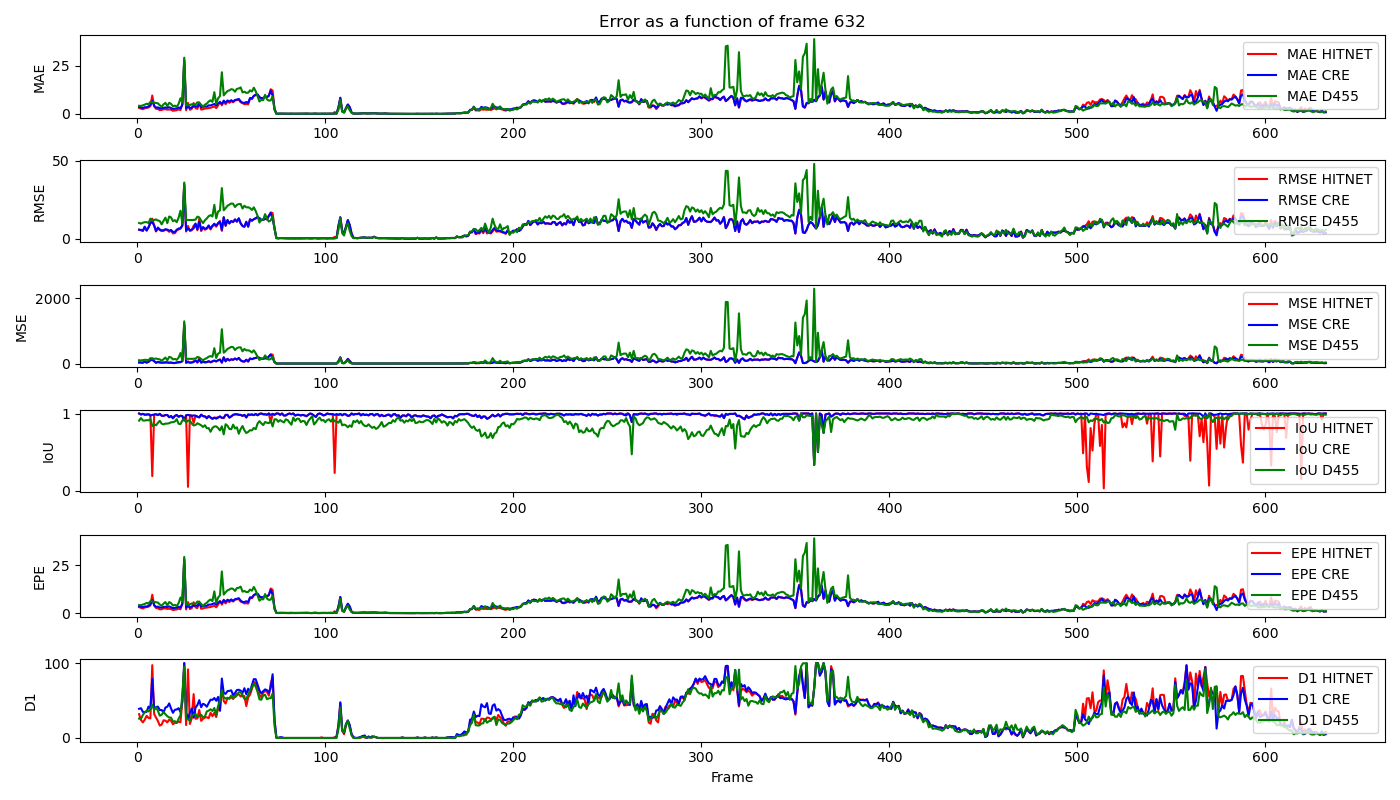 Error as a function of frame 632
MAE
25
0
MAE HITNET
MAE CRE
MAE D455
0 100 200 300 400 500 600
RMSE
50
0
RMSE HITNET
RMSE CRE
RMSE D455
0 100 200 300 400 500 600
MSE
2000
0
MSE HITNET
MSE CRE
MSE D455
0 100 200 300 400 500 600
IoU
1
0
IoU HITNET
IoU CRE
IoU D455
0 100 200 300 400 500 600
EPE
25
0
EPE HITNET
EPE CRE
EPE D455
0 100 200 300 400 500 600
D1
100
0
D1 HITNET
D1 CRE
D1 D455
0 100 200 300 400 500 600
Frame